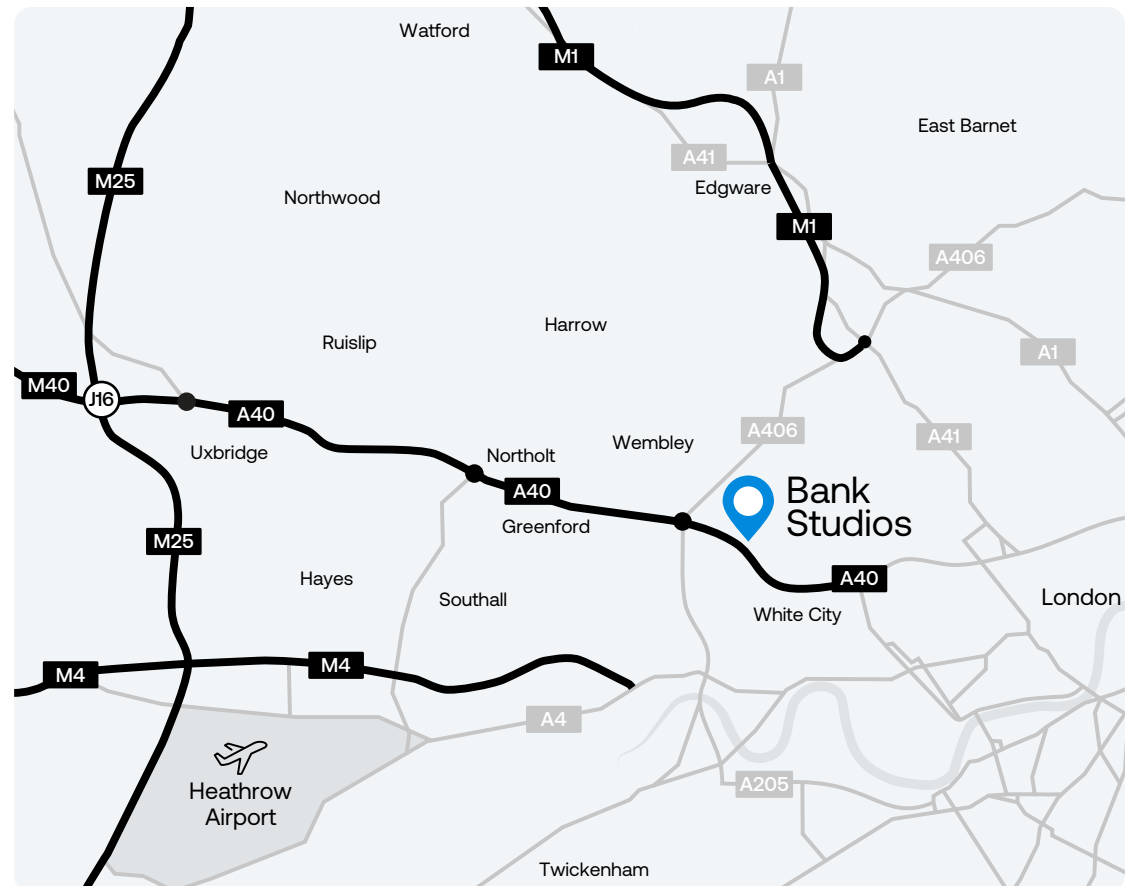 Watford
M1
A1
East Barnet
A41
M25
Edgware
Northwood
M1
A406
Harrow
Ruislip
A1
M40
J16
A40
A406
A41
Wembley
Uxbridge
Northolt
A40
Bank
Studios
Greenford
M25
A40
Hayes
Southall
London
White City
M4
M4
A4
A205
Heathrow
Airport
Twickenham